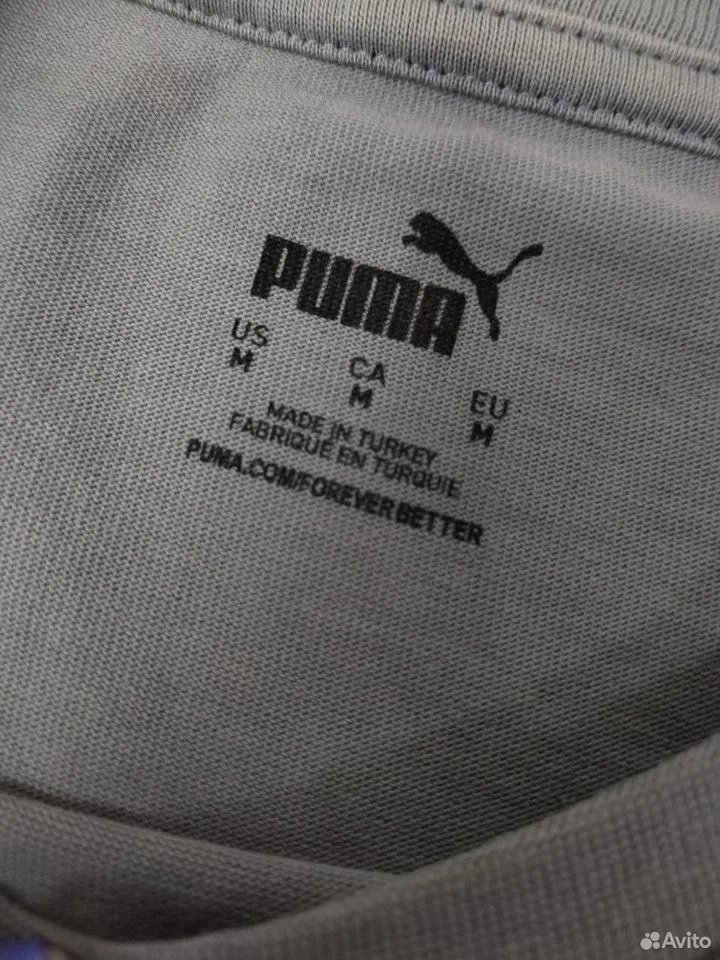 PUMA
US CA EU
M M M
MADE IN TURKEY
FABRIQUÉ EN TURQUIE
PUMA.COM/FOREVERBETTER
Avito